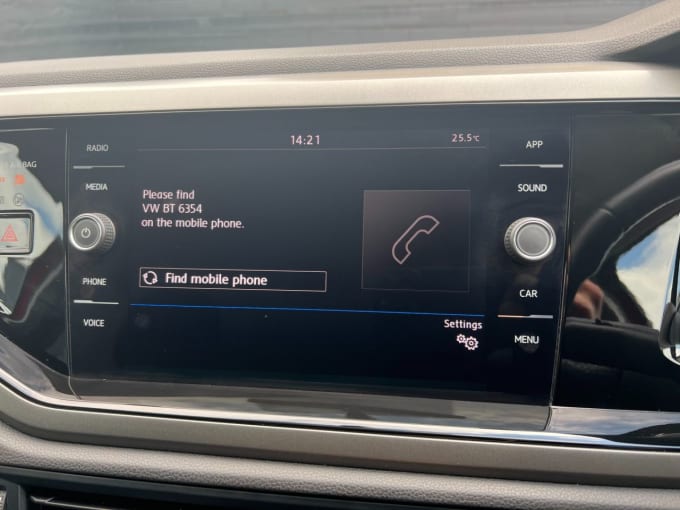 RADIO
14:21
25.5°C
APP
AIRBAG
MEDIA
SOUND
Please find
VW BT 6354
on the mobile phone.
PHONE
Find mobile phone
CAR
VOICE
Settings
MENU